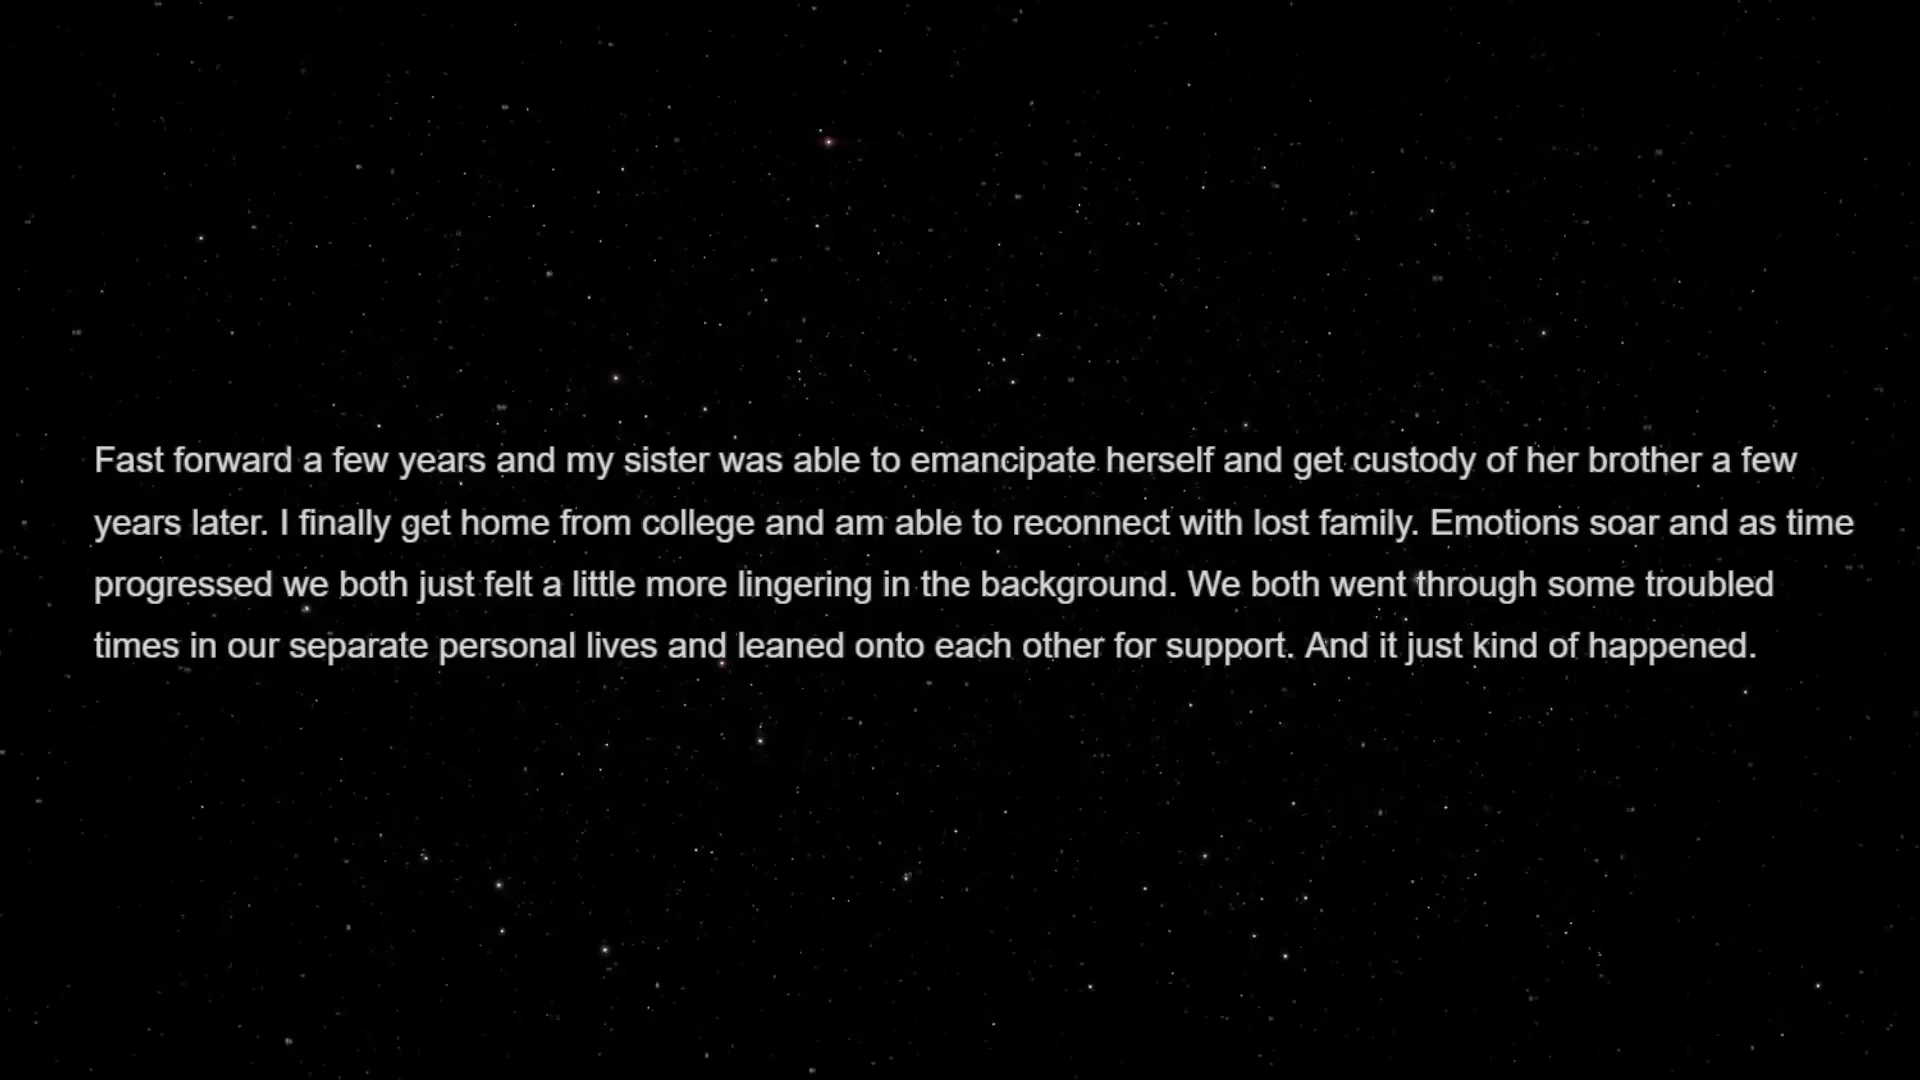 Fast forward a few years and my sister was able to emancipate herself and get custody of her brother a few
years later. I finally get home from college and am able to reconnect with lost family. Emotions soar and as time
progressed we both just felt a little more lingering in the background. We both went through some troubled
times in our separate personal lives and leaned onto each other for support. And it just kind of happened.